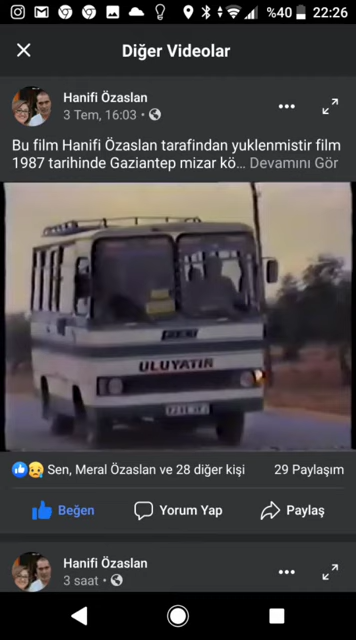 %40 22:26
Diğer Videolar
Hanifi Özaslan
3 Tem, 16:03 ·
Bu film Hanifi Özaslan tarafindan yuklenmistir film
1987 tarihinde Gaziantep mizar kö... Devamını Gör
ULUYATIR
Sen, Meral Özaslan ve 28 diğer kişi 29 Paylaşım
Beğen Yorum Yap Paylaş
Hanifi Özaslan
3 saat ·